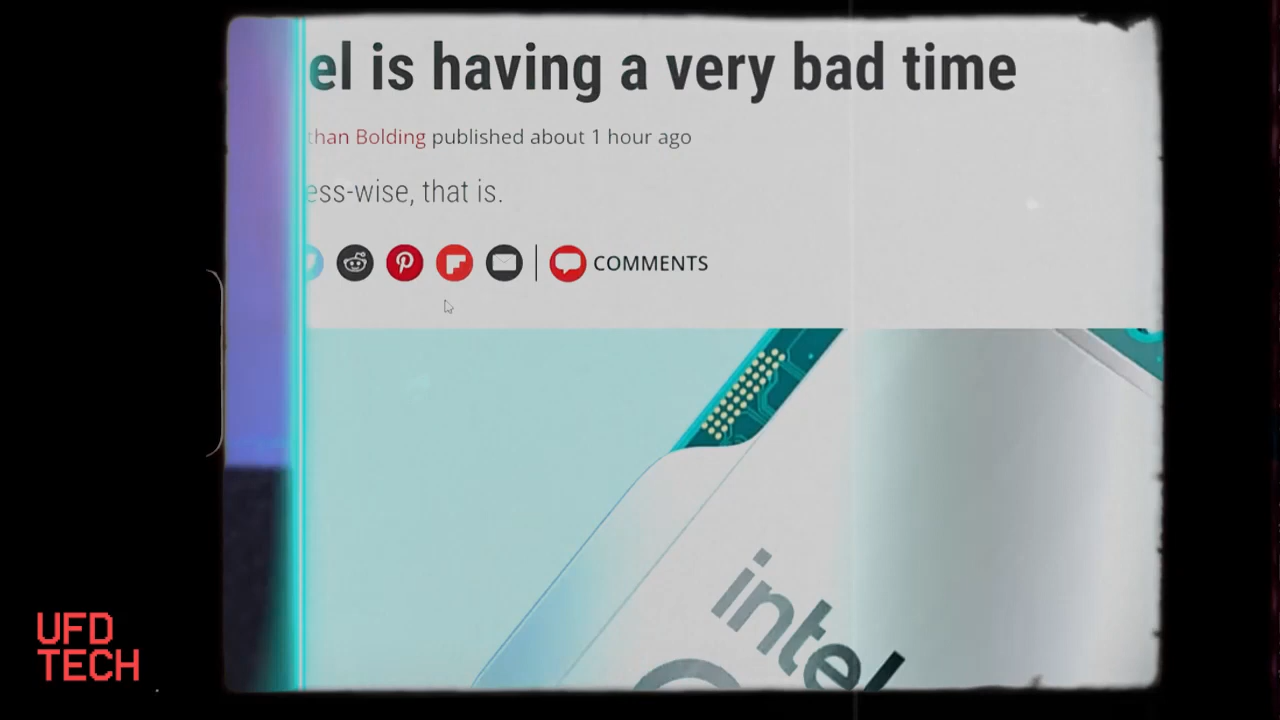 el is having a very bad time
than Bolding published about 1 hour ago
ess-wise, that is.
COMMENTS
intel
UFD
TECH